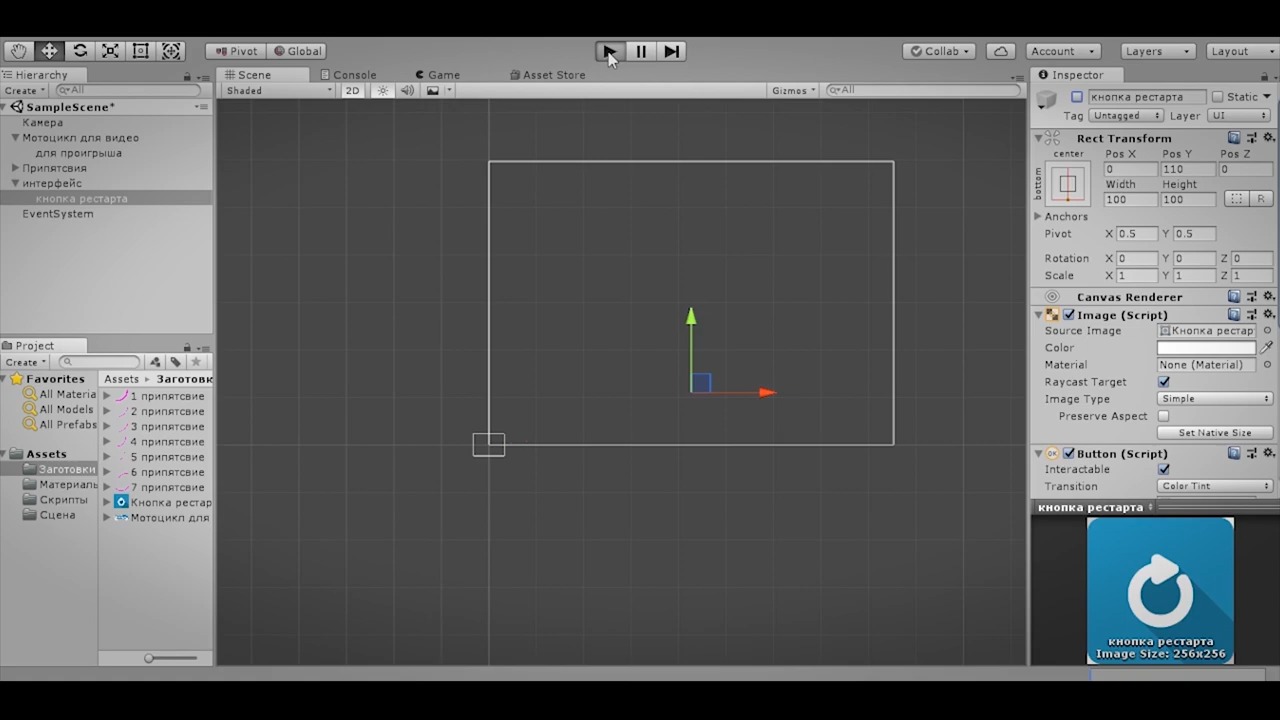 Pivot Global Collab Account Layers Layout
Hierarchy Scene Console Game Asset Store Inspector
Create All Shaded 2D Gizmos All кнопка рестарта Static
SampleScene* Tag Untagged Layer UI
Камера
Мотоцикл для видео Rect Transform
для проигрыша center Pos X Pos Y Pos Z
Припятсвия 0 110 0
интерфейс bottom Width Height
кнопка рестарта 100 100 R
EventSystem Anchors
Pivot X 0.5 Y 0.5
Rotation X 0 Y 0 Z 0
Scale X 1 Y 1 Z 1
Canvas Renderer
Image (Script)
Source Image Кнопка рестар
Color
Material None (Material)
Raycast Target
Image Type Simple
Preserve Aspect
Set Native Size
Button (Script)
Interactable
Transition Color Tint
Project
Create
Favorites Assets Заготовк
All Materia 1 припятсвие
All Models 2 припятсвие
All Prefabs 3 припятсвие
4 припятсвие
Assets 5 припятсвие
Заготовки 6 припятсвие
Материаль 7 припятсвие
Скрипты Кнопка рестар
Сцена Мотоцикл для
кнопка рестарта
кнопка рестарта
Image Size: 256x256